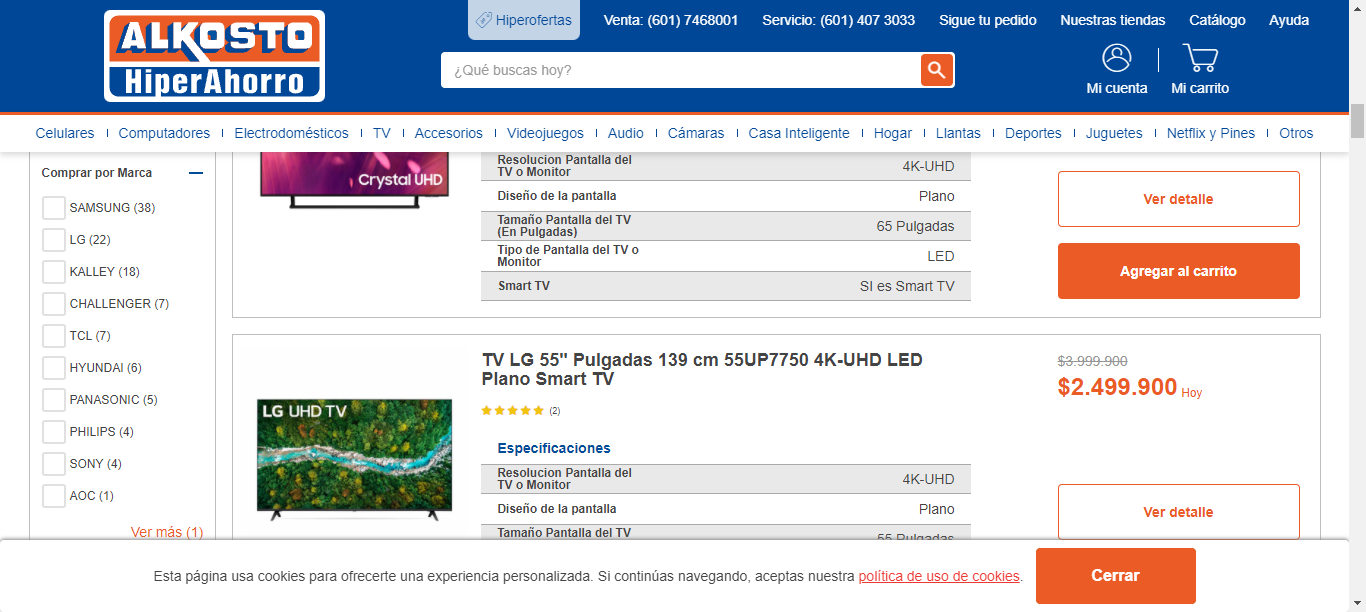 ALKOSTO
HiperAhorro
Hiperofertas
Venta: (601) 7468001
Servicio: (601) 407 3033
Sigue tu pedido
Nuestras tiendas
Catálogo
Ayuda
¿Qué buscas hoy?
Mi cuenta
Mi carrito
Celulares
Computadores
Electrodomésticos
TV
Accesorios
Videojuegos
Audio
Cámaras
Casa Inteligente
Hogar
Llantas
Deportes
Juguetes
Netflix y Pines
Otros
Comprar por Marca
SAMSUNG (38)
LG (22)
KALLEY (18)
CHALLENGER (7)
TCL (7)
HYUNDAI (6)
PANASONIC (5)
PHILIPS (4)
SONY (4)
AOC (1)
Ver más (1)
Crystal UHD
Resolucion Pantalla del
TV o Monitor
4K-UHD
Diseño de la pantalla
Plano
Tamaño Pantalla del TV
(En Pulgadas)
65 Pulgadas
Tipo de Pantalla del TV o
Monitor
LED
Smart TV
SI es Smart TV
Ver detalle
Agregar al carrito
LG UHD TV
TV LG 55" Pulgadas 139 cm 55UP7750 4K-UHD LED
Plano Smart TV
(2)
Especificaciones
Resolucion Pantalla del
TV o Monitor
4K-UHD
Diseño de la pantalla
Plano
Tamaño Pantalla del TV
55 Pulgadas
$3.999.900
$2.499.900 Hoy
Ver detalle
Esta página usa cookies para ofrecerte una experiencia personalizada. Si continúas navegando, aceptas nuestra política de uso de cookies.
Cerrar